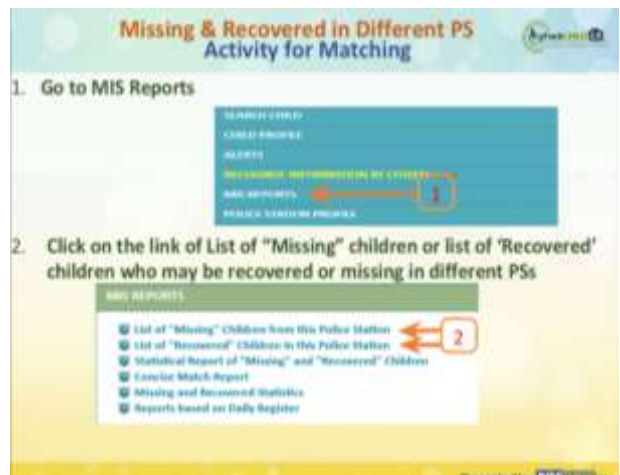 Missing & Recovered in Different PS
Activity for Matching
1. Go to MIS Reports
SEARCH CHILD
CHILD PROFILE
ALERTS
MIS REPORTS
1
POLICE STATION PROFILE
2. Click on the link of List of "Missing" children or list of 'Recovered'
children who may be recovered or missing in different PSs
MIS REPORTS
List of "Missing" Children from this Police Station
List of "Recovered" Children in this Police Station
2
Statistical Report of "Missing" and "Recovered" Children
Concise Match Report
Missing and Recovered Statistics
Reports based on Daily Register